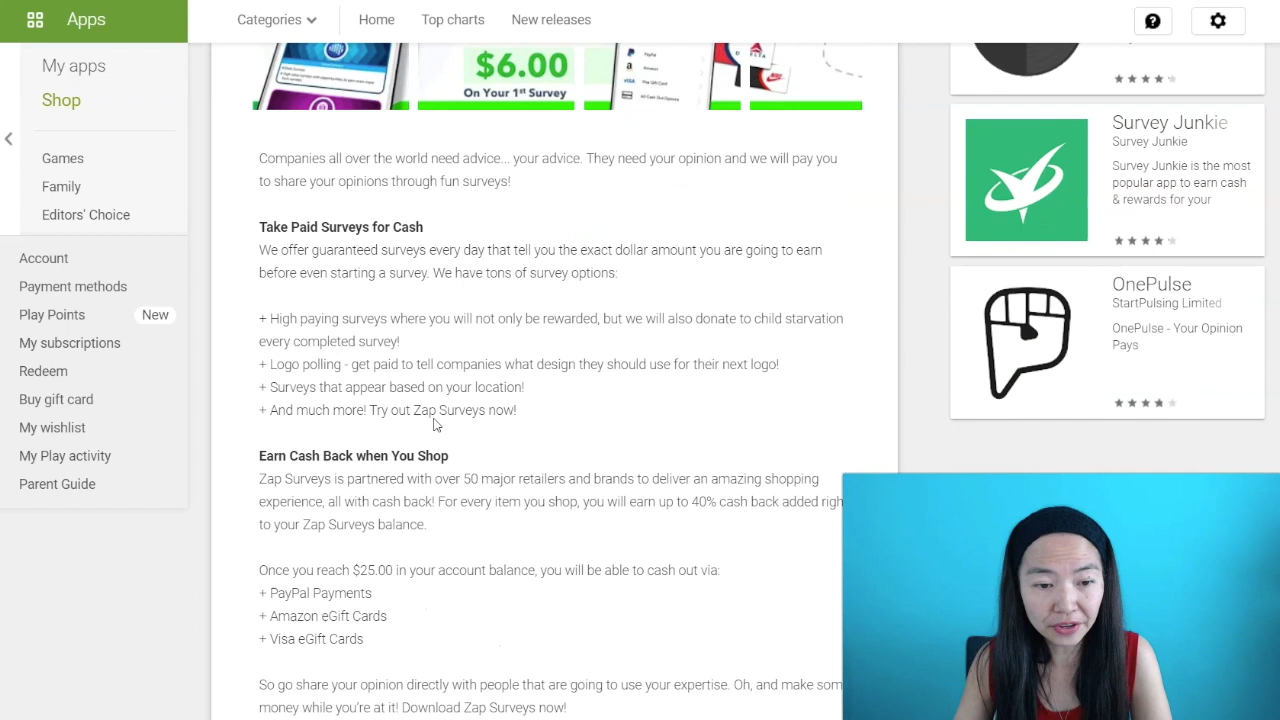 Apps
Categories
Home
Top charts
New releases
My apps
Shop
Games
Family
Editors' Choice
Account
Payment methods
Play Points New
My subscriptions
Redeem
Buy gift card
My wishlist
My Play activity
Parent Guide
$6.00
On Your 1st Survey
PayPal
Amazon
Visa Gift Card
Companies all over the world need advice... your advice. They need your opinion and we will pay you
to share your opinions through fun surveys!
Take Paid Surveys for Cash
We offer guaranteed surveys every day that tell you the exact dollar amount you are going to earn
before even starting a survey. We have tons of survey options:
+ High paying surveys where you will not only be rewarded, but we will also donate to child starvation
every completed survey!
+ Logo polling - get paid to tell companies what design they should use for their next logo!
+ Surveys that appear based on your location!
+ And much more! Try out Zap Surveys now!
Earn Cash Back when You Shop
Zap Surveys is partnered with over 50 major retailers and brands to deliver an amazing shopping
experience, all with cash back! For every item you shop, you will earn up to 40% cash back added righ
to your Zap Surveys balance.
Once you reach $25.00 in your account balance, you will be able to cash out via:
+ PayPal Payments
+ Amazon eGift Cards
+ Visa eGift Cards
So go share your opinion directly with people that are going to use your expertise. Oh, and make som
money while you're at it! Download Zap Surveys now!
Survey Junkie
Survey Junkie
Survey Junkie is the most
popular app to earn cash
& rewards for your
OnePulse
StartPulsing Limited
OnePulse - Your Opinion
Pays